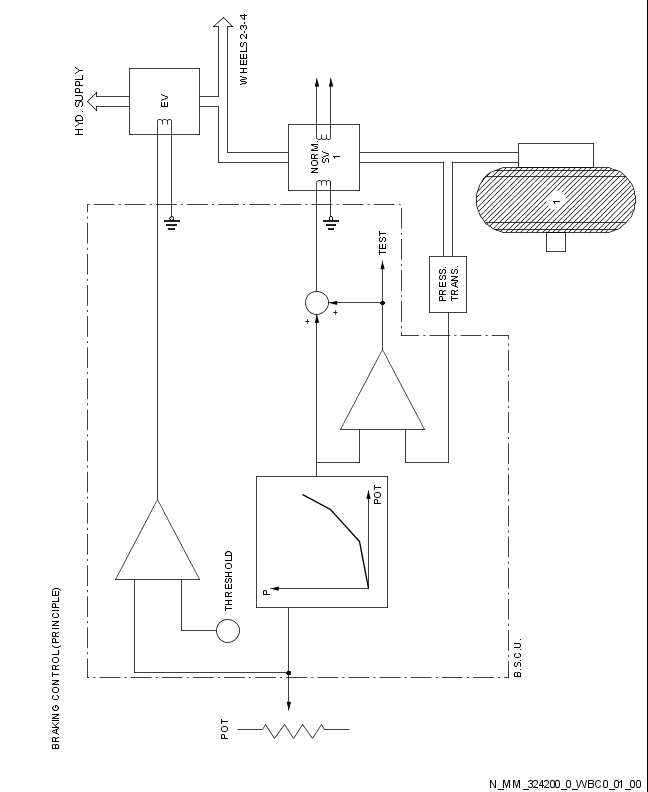 BRAKING CONTROL (PRINCIPLE)
HYD. SUPPLY
EV
WHEELS 2-3-4
NORM.
SV
1
1
TEST
PRESS.
TRANS.
+
+
THRESHOLD
P
POT
POT
B.S.C.U.
N_MM_324200_0_WBC0_01_00